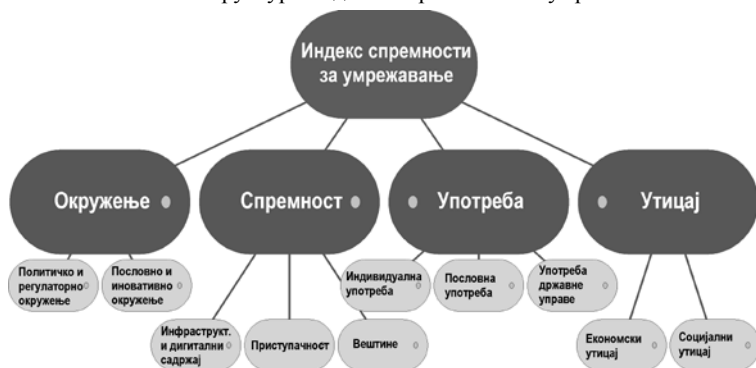 Индекс спремности
за умрежавање
Окружење
Спремност
Употреба
Утицај
Политичко и
регулаторно
окружење
Пословно и
иновативно
окружење
Инфраструкт.
и дигитални
садржај
Приступачност
Вештине
Индивидуална
употреба
Пословна
употреба
Употреба
државне
управе
Економски
утицај
Социјални
утицај